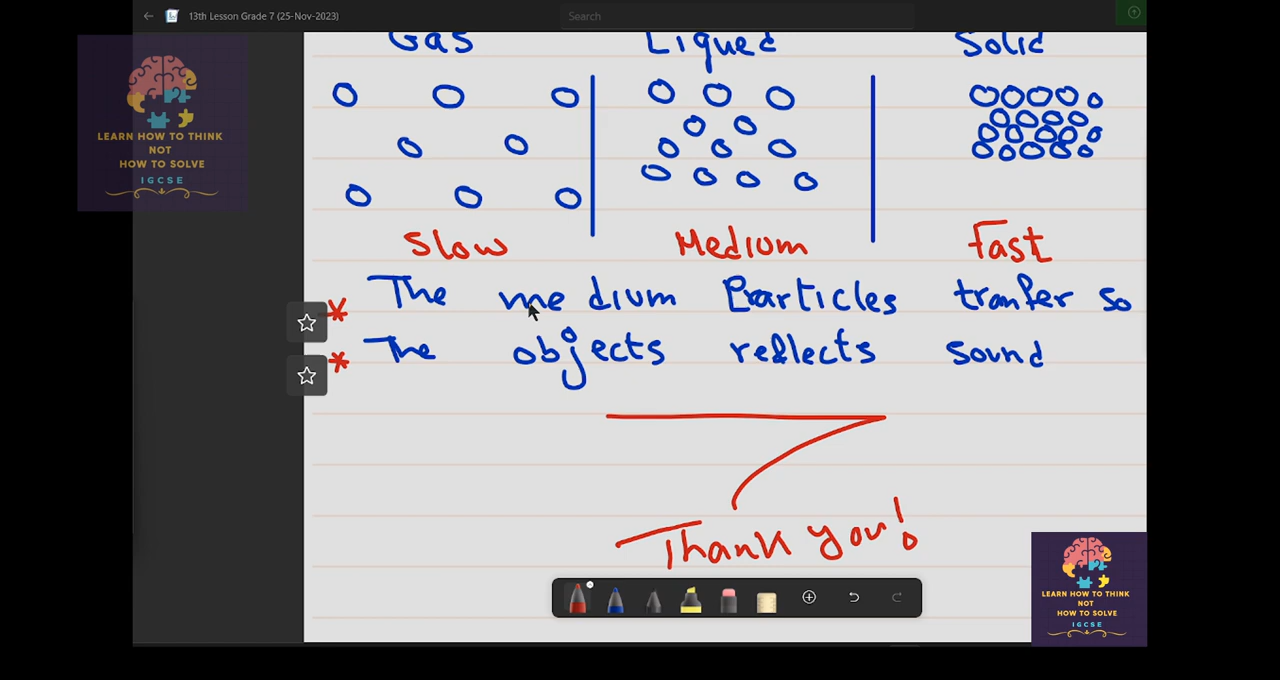 13th Lesson Grade 7 (25-Nov-2023)
Search
LEARN HOW TO THINK
NOT
HOW TO SOLVE
IGCSE
Gas Liqued Solid
Slow Medium Fast
* The medium Particles tranfer so
* The objects reflects sound
Thank you!
LEARN HOW TO THINK
NOT
HOW TO SOLVE
IGCSE